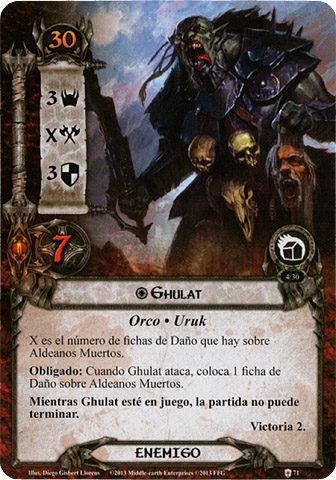 30
3
X
3
7
4/30
Ghulat
Orco • Uruk
X es el número de fichas de Daño que hay sobre
Aldeanos Muertos.
Obligado: Cuando Ghulat ataca, coloca 1 ficha de
Daño sobre Aldeanos Muertos.
Mientras Ghulat esté en juego, la partida no puede
terminar.
Victoria 2.
ENEMIGO
Illus. Diego Gisbert Llorens ©2013 Middle-earth Enterprises ©2013 FFG 71